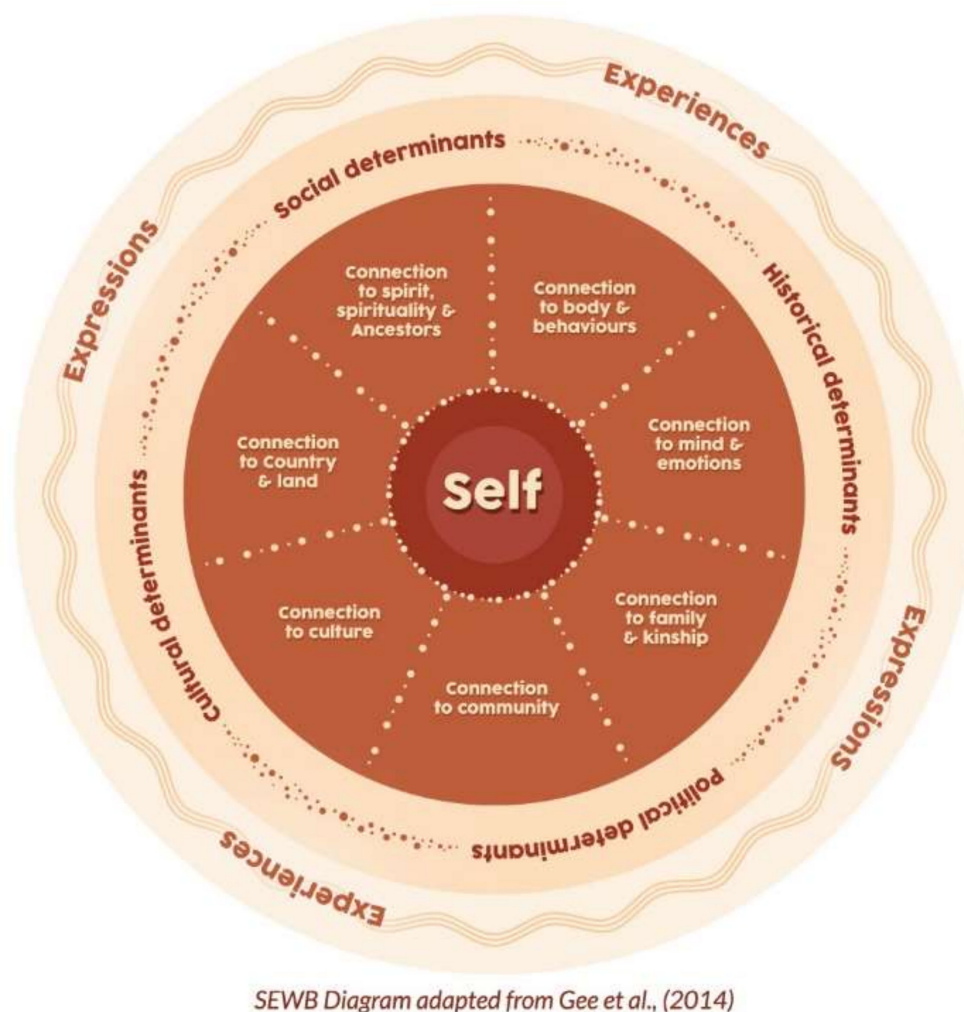 Experiences
Social determinants
Expressions
Historical determinants
Connection
to spirit,
spirituality &
Ancestors
Connection
to body &
behaviours
Connection
to Country
& land
Self
Connection
to mind &
emotions
Cultural determinants
Connection
to culture
Connection
to family
& kinship
Connection
to community
Expressions
Political determinants
Experiences
SEWB Diagram adapted from Gee et al., (2014)